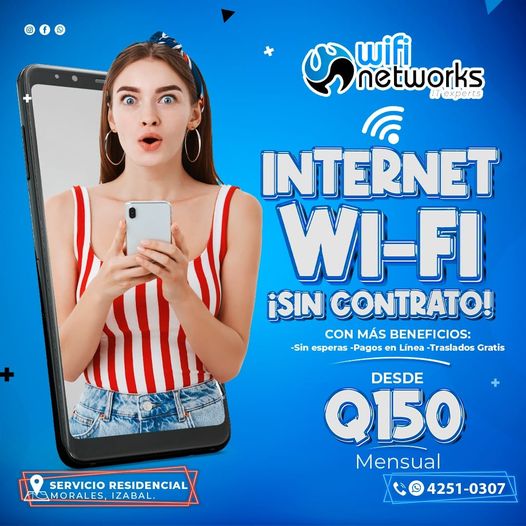 wifi
networks
IT experts
INTERNET
WI-FI
¡SIN CONTRATO!
CON MÁS BENEFICIOS:
-Sin esperas -Pagos en Línea -Traslados Gratis
DESDE
Q150
Mensual
SERVICIO RESIDENCIAL
MORALES, IZABAL.
4251-0307